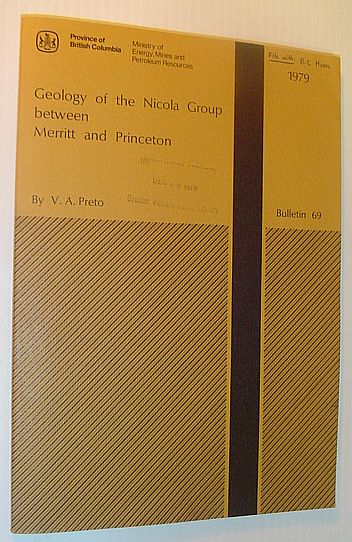 Province of
British Columbia
Ministry of
Energy, Mines and
Petroleum Resources
File with B.C. Mines
1979
Geology of the Nicola Group
between
Merritt and Princeton
By V. A. Preto
Bulletin 69